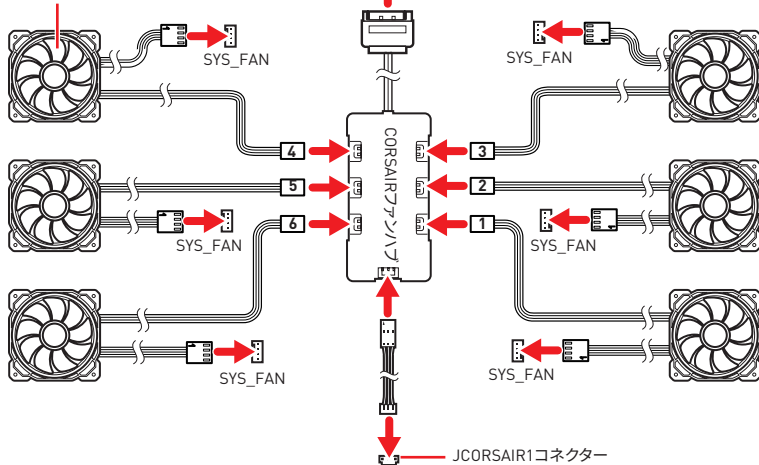 SYS_FAN
SYS_FAN
4
3
5
2
6
1
CORSAIRファンハブ
SYS_FAN
SYS_FAN
SYS_FAN
SYS_FAN
JCORSAIR1コネクター